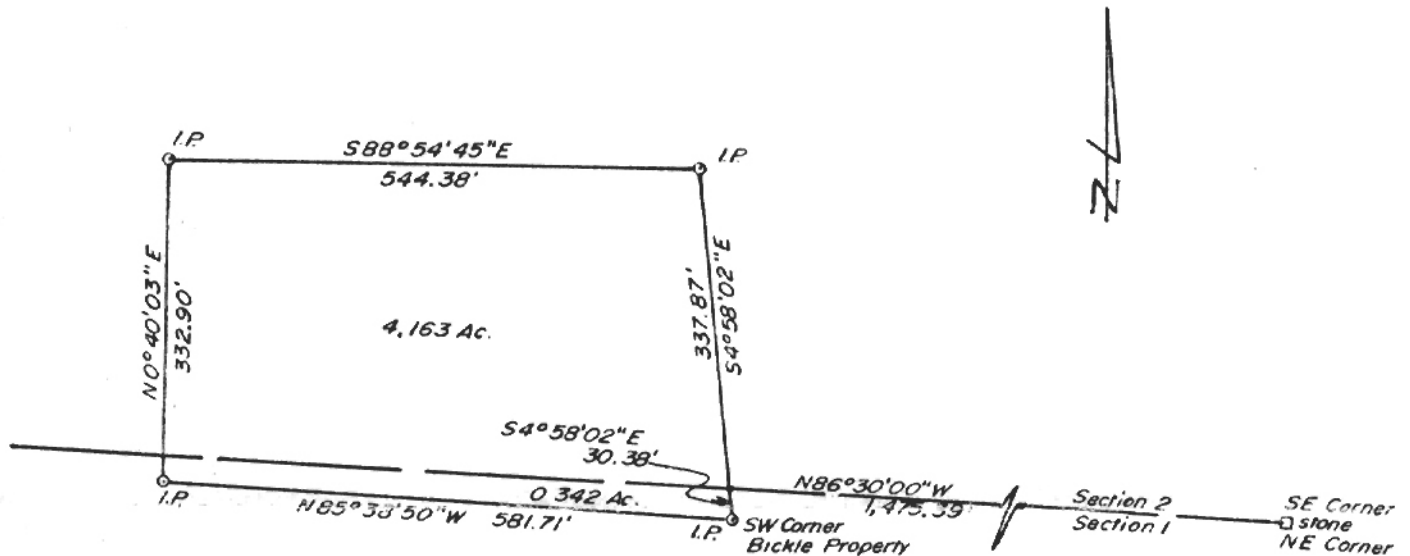 I.P.
S88°54'45"E
544.38'
I.P.
N0°40'03"E
332.90'
4.163 Ac.
337.87'
S4°58'02"E
S4°58'02"E
30.38'
I.P.
N85°33'50"W 581.71'
0.342 Ac.
I.P.
SW Corner
Bickle Property
N86°30'00"W
1,475.39'
Section 2
Section 1
SE Corner
stone
NE Corner
N